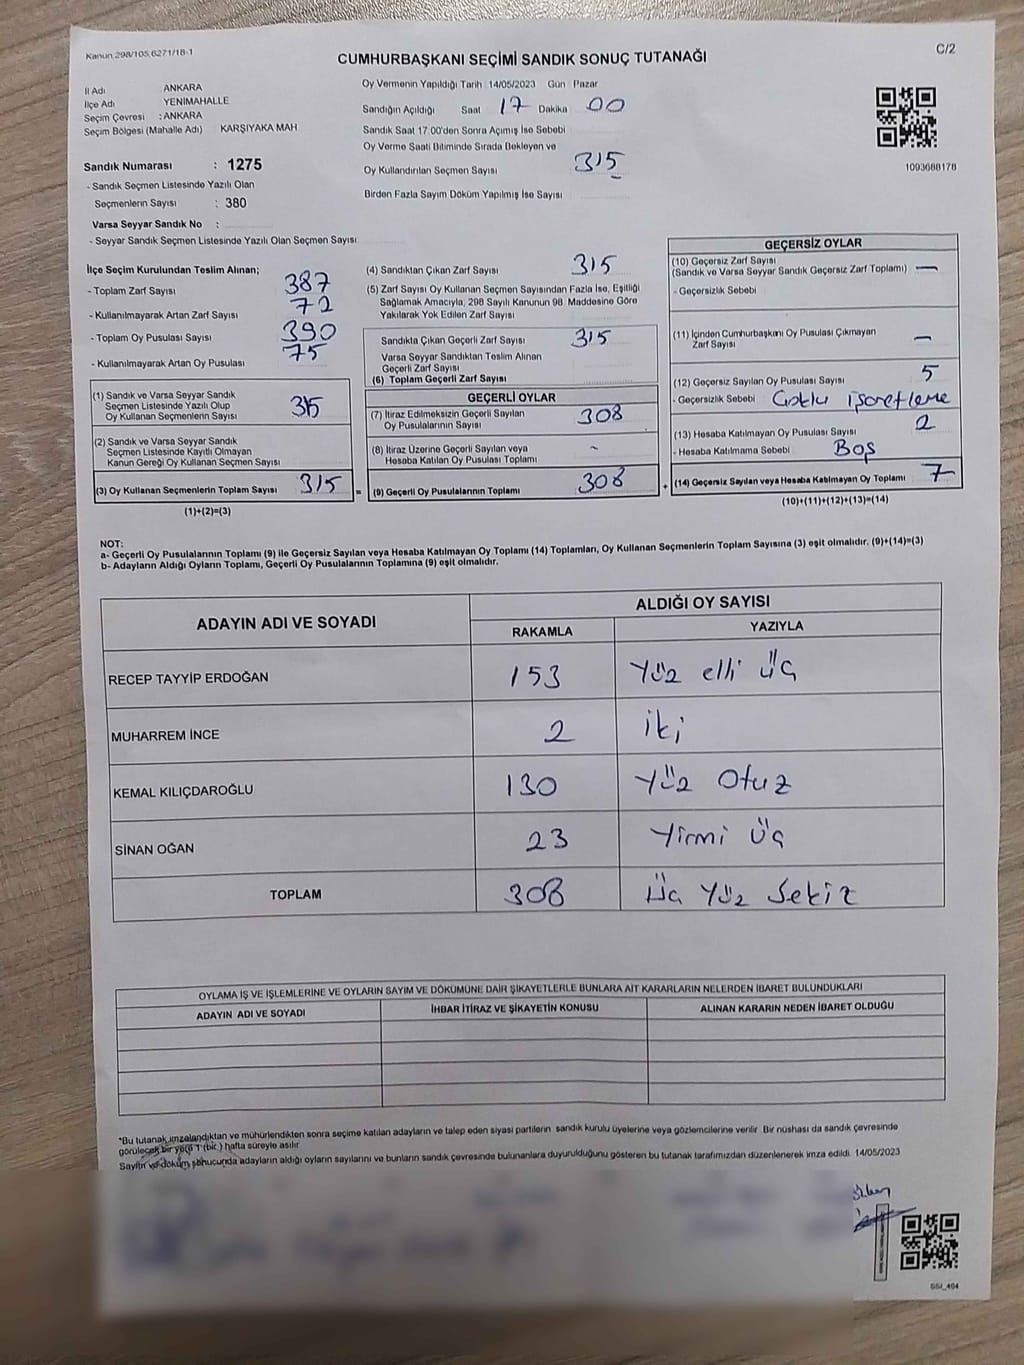 Kanun 298/105,6271/18-1
C/2
CUMHURBAŞKANI SEÇİMİ SANDIK SONUÇ TUTANAĞI
İl Adı ANKARA
İlçe Adı YENİMAHALLE
Seçim Çevresi : ANKARA
Seçim Bölgesi (Mahalle Adı) KARŞIYAKA MAH
Sandık Numarası : 1275
- Sandık Seçmen Listesinde Yazılı Olan
Seçmenlerin Sayısı : 380
Varsa Seyyar Sandık No :
- Seyyar Sandık Seçmen Listesinde Yazılı Olan Seçmen Sayısı
Oy Vermenin Yapıldığı Tarih 14/05/2023 Gün Pazar
Sandığın Açıldığı Saat 17 Dakika 00
Sandık Saat 17:00'den Sonra Açımış İse Sebebi
Oy Verme Saati Bitiminde Sırada Bekleyen ve
Oy Kullandırılan Seçmen Sayısı 315
Birden Fazla Sayım Döküm Yapılmış İse Sayısı
1093688178
İlçe Seçim Kurulundan Teslim Alınan;
- Toplam Zarf Sayısı 387
- Kullanılmayarak Artan Zarf Sayısı 72
- Toplam Oy Pusulası Sayısı 390
- Kullanılmayarak Artan Oy Pusulası 75
(1) Sandık ve Varsa Seyyar Sandık
Seçmen Listesinde Yazılı Olup
Oy Kullanan Seçmenlerin Sayısı 315
(2) Sandık ve Varsa Seyyar Sandık
Seçmen Listesinde Kayıtlı Olmayan
Kanun Gereği Oy Kullanan Seçmen Sayısı
(3) Oy Kullanan Seçmenlerin Toplam Sayısı 315
(1)+(2)=(3)
=
(4) Sandıktan Çıkan Zarf Sayısı 315
(5) Zarf Sayısı Oy Kullanan Seçmen Sayısından Fazla İse, Eşitliği
Sağlamak Amacıyla, 298 Sayılı Kanunun 98. Maddesine Göre
Yakılarak Yok Edilen Zarf Sayısı
Sandıkta Çıkan Geçerli Zarf Sayısı 315
Varsa Seyyar Sandıktan Teslim Alınan
Geçerli Zarf Sayısı
(6) Toplam Geçerli Zarf Sayısı
GEÇERLİ OYLAR
(7) İtiraz Edilmeksizin Geçerli Sayılan
Oy Pusulalarının Sayısı 308
(8) İtiraz Üzerine Geçerli Sayılan veya
Hesaba Katılan Oy Pusulası Toplamı -
(9) Geçerli Oy Pusulalarının Toplamı 308
+
GEÇERSİZ OYLAR
(10) Geçersiz Zarf Sayısı
(Sandık ve Varsa Seyyar Sandık Geçersiz Zarf Toplamı) —
- Geçersizlik Sebebi
(11) İçinden Cumhurbaşkanı Oy Pusulası Çıkmayan
Zarf Sayısı —
(12) Geçersiz Sayılan Oy Pusulası Sayısı 5
- Geçersizlik Sebebi Çoklu işaretleme
(13) Hesaba Katılmayan Oy Pusulası Sayısı 2
- Hesaba Katılmama Sebebi Boş
(14) Geçersiz Sayılan veya Hesaba Katılmayan Oy Toplamı 7
(10)+(11)+(12)+(13)=(14)
NOT:
a- Geçerli Oy Pusulalarının Toplamı (9) ile Geçersiz Sayılan veya Hesaba Katılmayan Oy Toplamı (14) Toplamları, Oy Kullanan Seçmenlerin Toplam Sayısına (3) eşit olmalıdır. (9)+(14)=(3)
b- Adayların Aldığı Oyların Toplamı, Geçerli Oy Pusulalarının Toplamına (9) eşit olmalıdır.
ADAYIN ADI VE SOYADI
ALDIĞI OY SAYISI
RAKAMLA YAZIYLA
RECEP TAYYİP ERDOĞAN 153 Yüz elli üç
MUHARREM İNCE 2 iki
KEMAL KILIÇDAROĞLU 130 Yüz Otuz
SİNAN OĞAN 23 Yirmi üç
TOPLAM 308 Üç Yüz Sekiz
OYLAMA İŞ VE İŞLEMLERİNE VE OYLARIN SAYIM VE DÖKÜMÜNE DAİR ŞİKAYETLERLE BUNLARA AİT KARARLARIN NELERDEN İBARET BULUNDUKLARI
ADAYIN ADI VE SOYADI İHBAR İTİRAZ VE ŞİKAYETİN KONUSU ALINAN KARARIN NEDEN İBARET OLDUĞU
*Bu tutanak imzalandıktan ve mühürlendikten sonra seçime katılan adayların ve talep eden siyasi partilerin sandık kurulu üyelerine veya gözlemcilerine verilir. Bir nüshası da sandık çevresinde
görülecek bir yere 1 (bir) hafta süreyle asılır
Sayım ve döküm sonucunda adayların aldığı oyların sayılarını ve bunların sandık çevresinde bulunanlara duyurulduğunu gösteren bu tutanak tarafımızdan düzenlenerek imza edildi. 14/05/2023